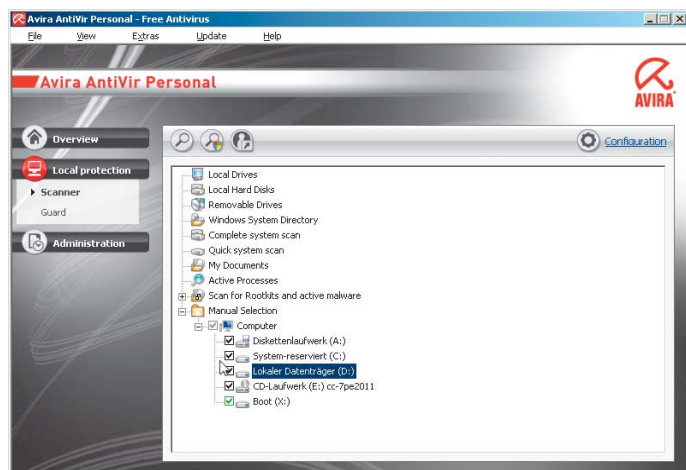 Avira AntiVir Personal - Free Antivirus
File View Extras Update Help
Avira AntiVir Personal
AVIRA
Overview
Configuration
Local protection
Scanner
Guard
Administration
Local Drives
Local Hard Disks
Removable Drives
Windows System Directory
Complete system scan
Quick system scan
My Documents
Active Processes
Scan for Rootkits and active malware
Manual Selection
Computer
Diskettenlaufwerk (A:)
System-reserviert (C:)
Lokaler Datenträger (D:)
CD-Laufwerk (E:) cc-7pe2011
Boot (X:)